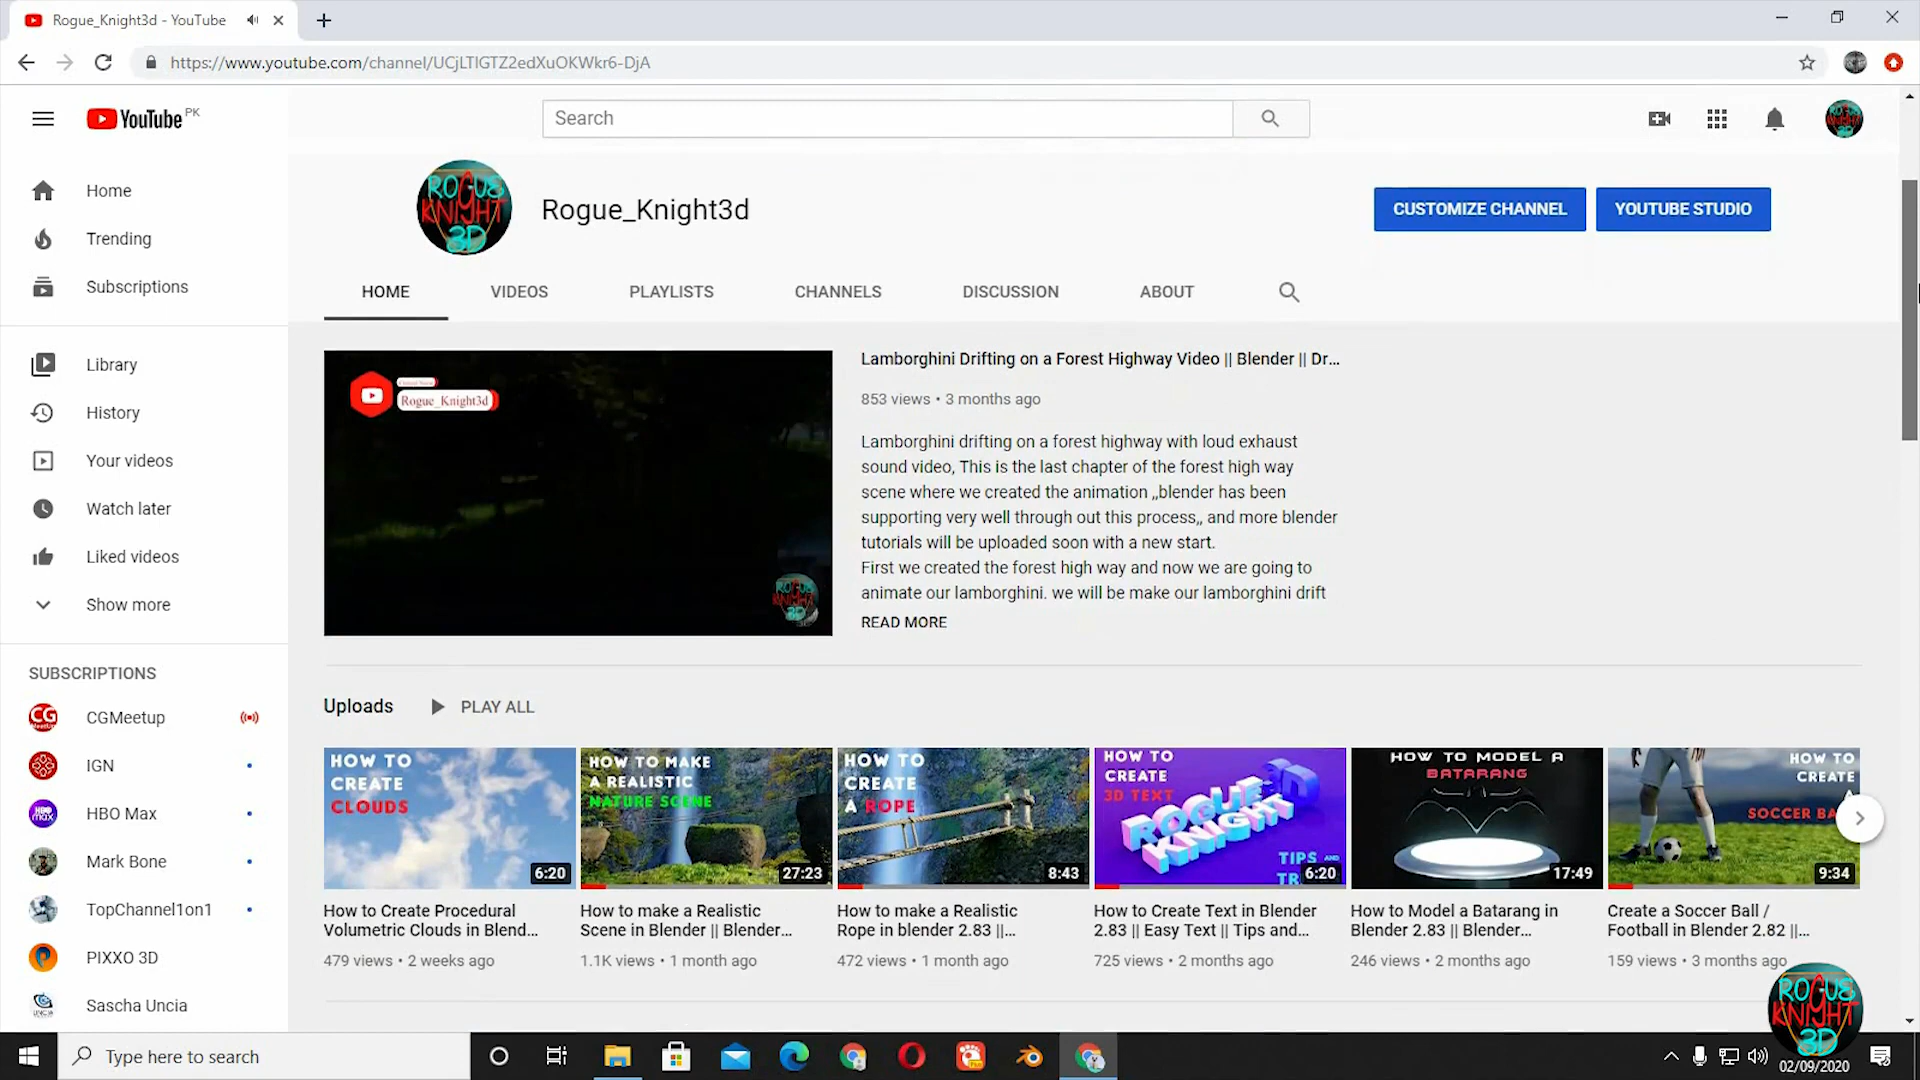 Rogue_Knight3d - YouTube
https://www.youtube.com/channel/UCjLTlGTZ2edXuOKWkr6-DjA
YouTube PK
Search
Home
Trending
Subscriptions
Library
History
Your videos
Watch later
Liked videos
Show more
SUBSCRIPTIONS
CGMeetup
IGN
HBO Max
Mark Bone
TopChannel1on1
PIXXO 3D
Sascha Uncia
ROGUE
KNIGHT
3D
Rogue_Knight3d
CUSTOMIZE CHANNEL
YOUTUBE STUDIO
HOME
VIDEOS
PLAYLISTS
CHANNELS
DISCUSSION
ABOUT
Rogue_Knight3d
ROGUE
KNIGHT
3D
Lamborghini Drifting on a Forest Highway Video || Blender || Dr...
853 views • 3 months ago
Lamborghini drifting on a forest highway with loud exhaust
sound video, This is the last chapter of the forest high way
scene where we created the animation ,,blender has been
supporting very well through out this process,, and more blender
tutorials will be uploaded soon with a new start.
First we created the forest high way and now we are going to
animate our lamborghini. we will be make our lamborghini drift
READ MORE
Uploads
PLAY ALL
HOW TO
CREATE
CLOUDS
6:20
How to Create Procedural
Volumetric Clouds in Blend...
479 views • 2 weeks ago
HOW TO MAKE
A REALISTIC
NATURE SCENE
27:23
How to make a Realistic
Scene in Blender || Blender...
1.1K views • 1 month ago
HOW TO
CREATE
A ROPE
8:43
How to make a Realistic
Rope in blender 2.83 ||...
472 views • 1 month ago
HOW TO
CREATE
3D TEXT
ROGUE 3D
KNIGHT
TIPS AND
TR
6:20
How to Create Text in Blender
2.83 || Easy Text || Tips and...
725 views • 2 months ago
HOW TO MODEL A
BATARANG
17:49
How to Model a Batarang in
Blender 2.83 || Blender...
246 views • 2 months ago
HOW TO
CREATE
A
SOCCER BA
9:34
Create a Soccer Ball /
Football in Blender 2.82 ||...
159 views • 3 months ago
ROGUE
KNIGHT
3D
Type here to search
02/09/2020